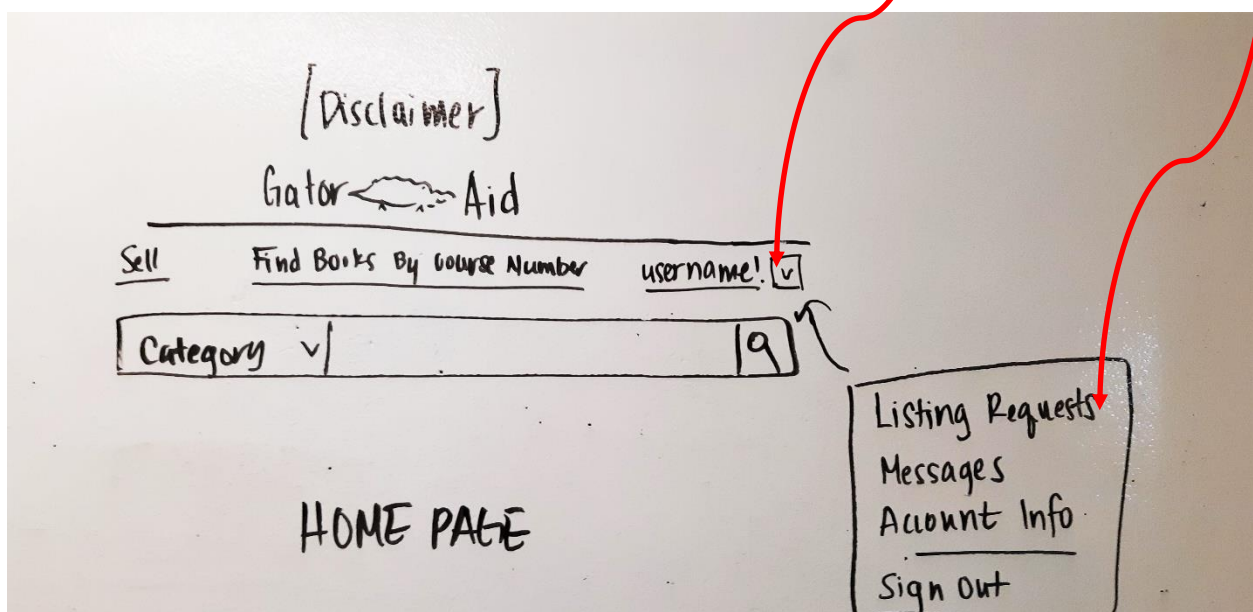 [Disclaimer]
Gator Aid
Sell Find Books By Course Number username! v
Category v
HOME PAGE
Listing Requests
Messages
Account Info
Sign Out